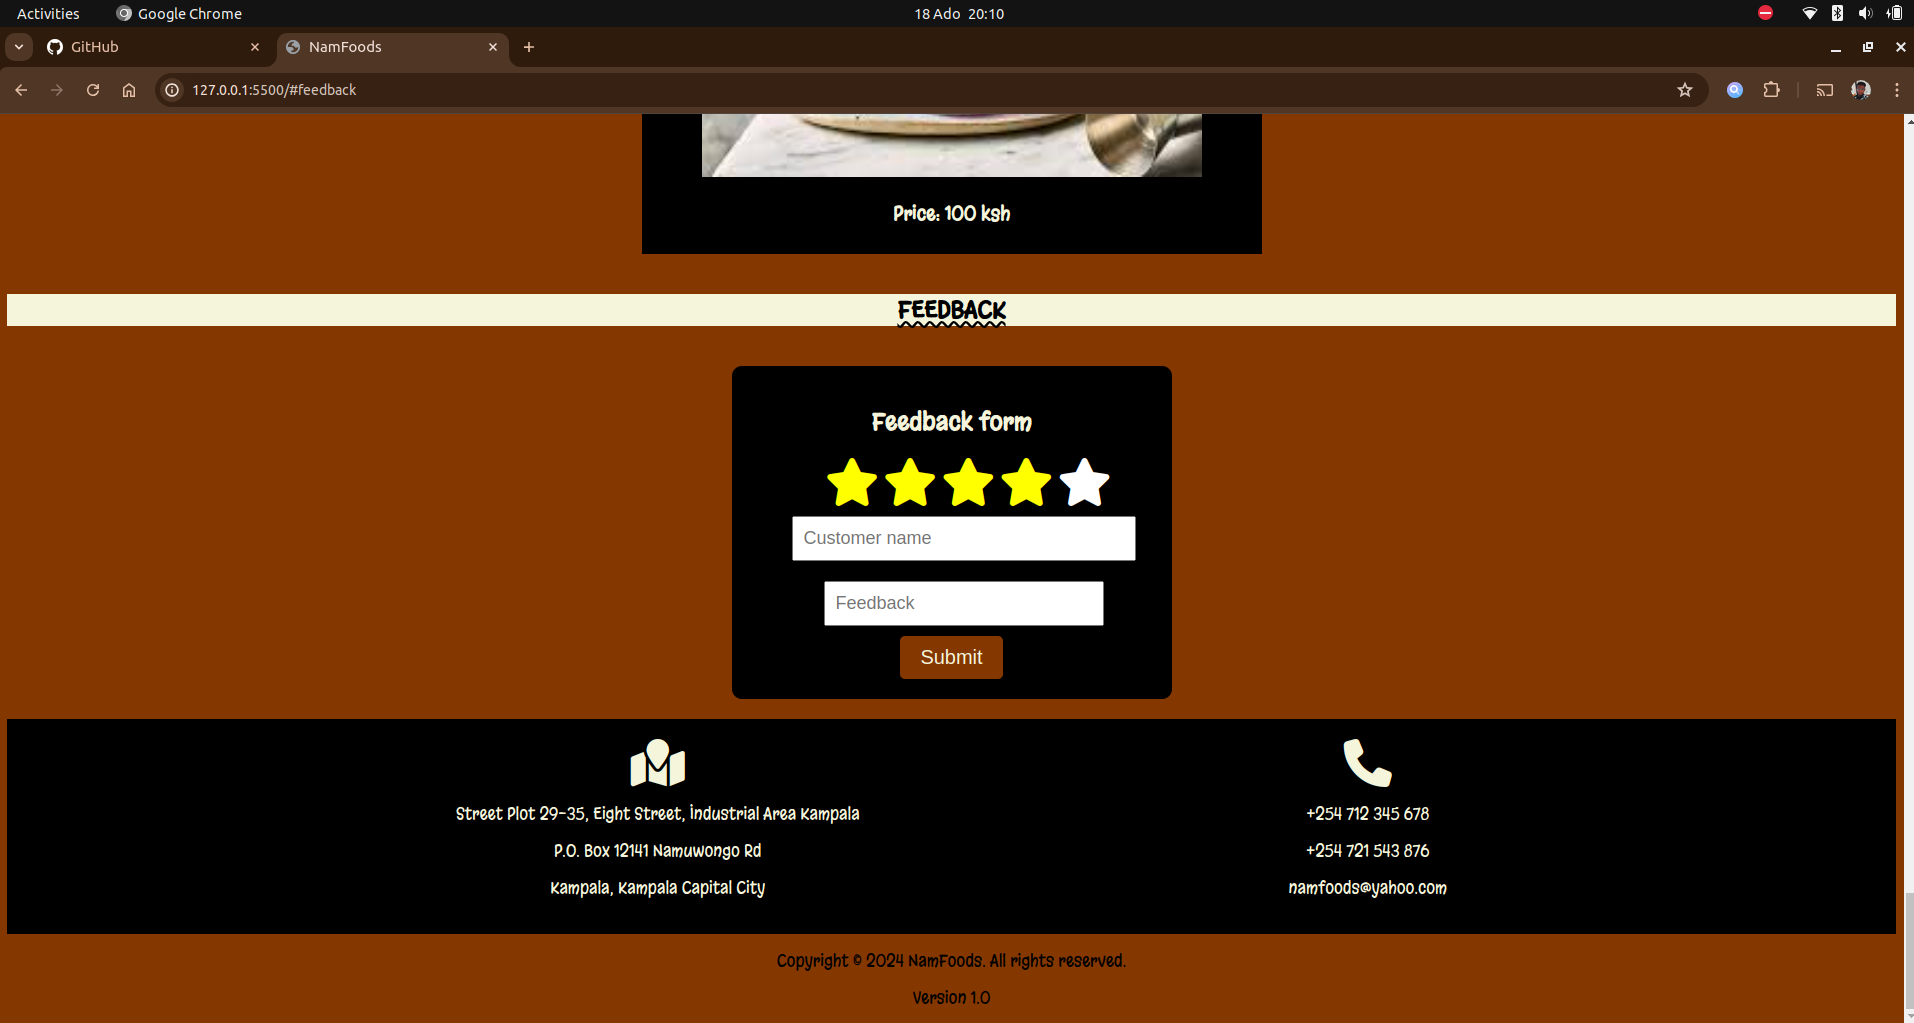 Activities Google Chrome 18 Ado 20:10
GitHub NamFoods
127.0.0.1:5500/#feedback
Price: 100 ksh
FEEDBACK
Feedback form
Customer name
Feedback
Submit
Street Plot 29-35, Eight Street, İndustrial Area Kampala
P.O. Box 12141 Namuwongo Rd
Kampala, Kampala Capital City
+254 712 345 678
+254 721 543 876
namfoods@yahoo.com
Copyright © 2024 NamFoods. All rights reserved.
Version 1.0